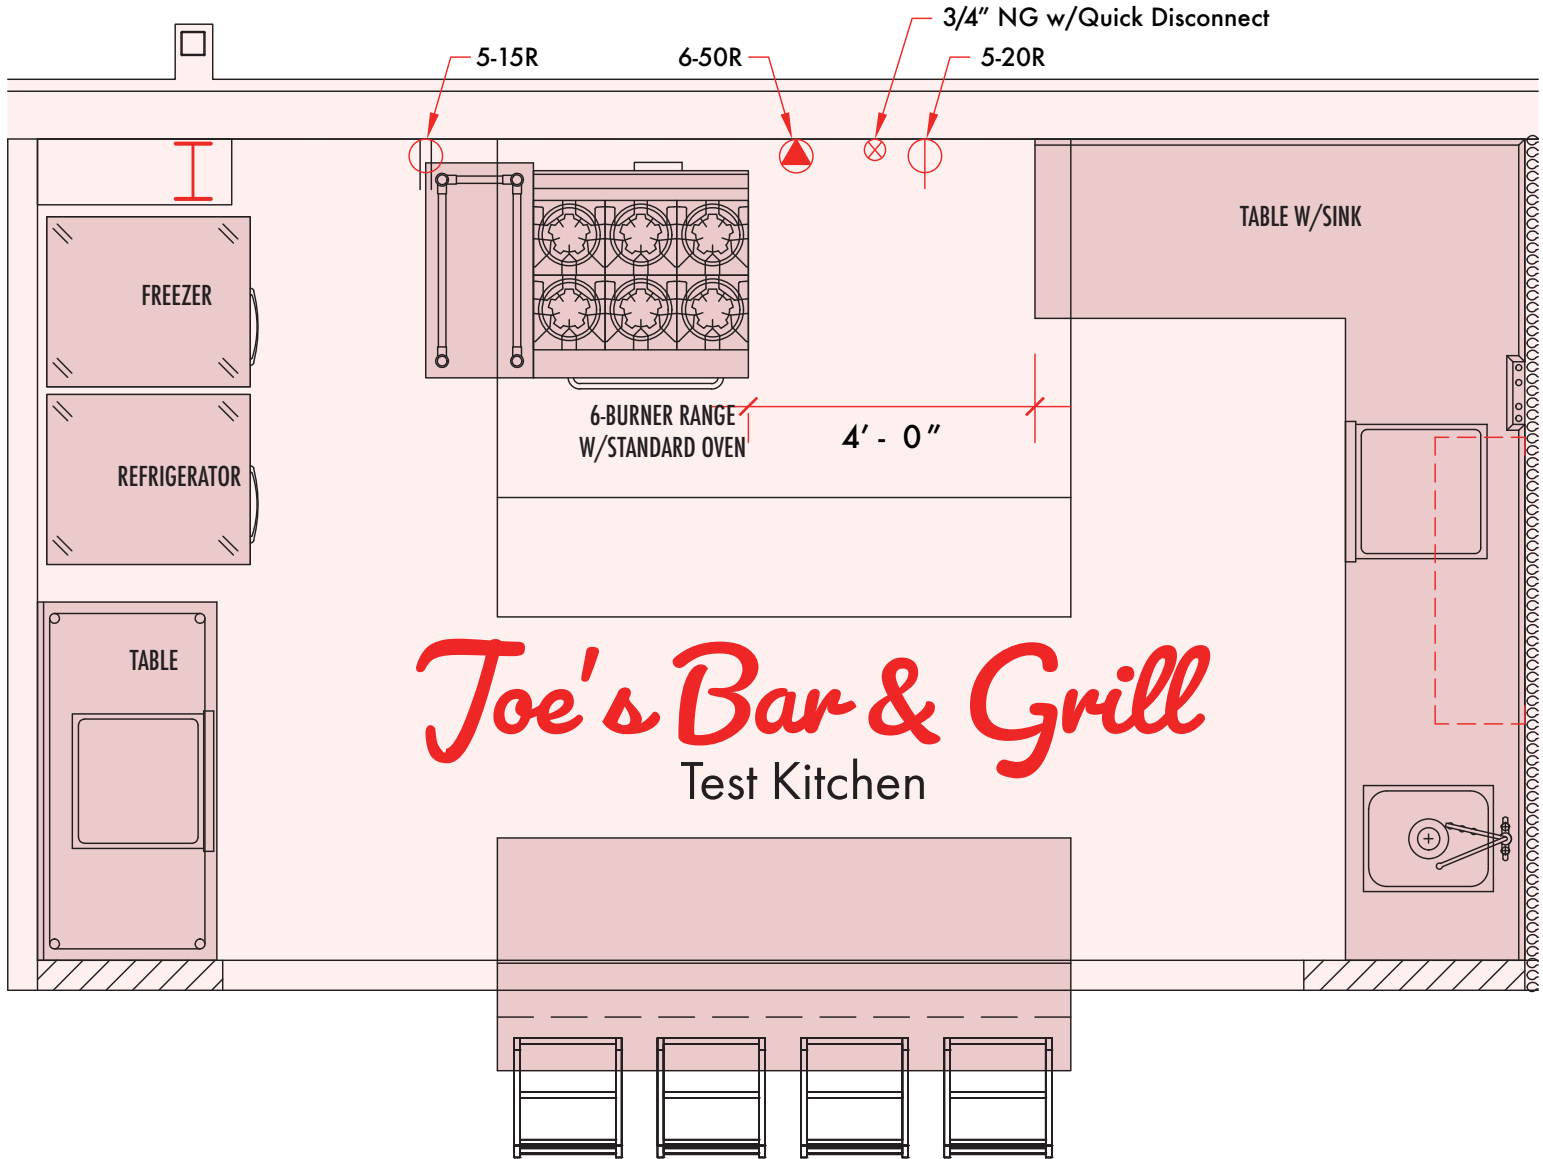 3/4” NG w/Quick Disconnect
5-15R
6-50R
5-20R
TABLE W/SINK
FREEZER
6-BURNER RANGE
W/STANDARD OVEN
4’ - 0”
REFRIGERATOR
TABLE
Joe's Bar & Grill
Test Kitchen